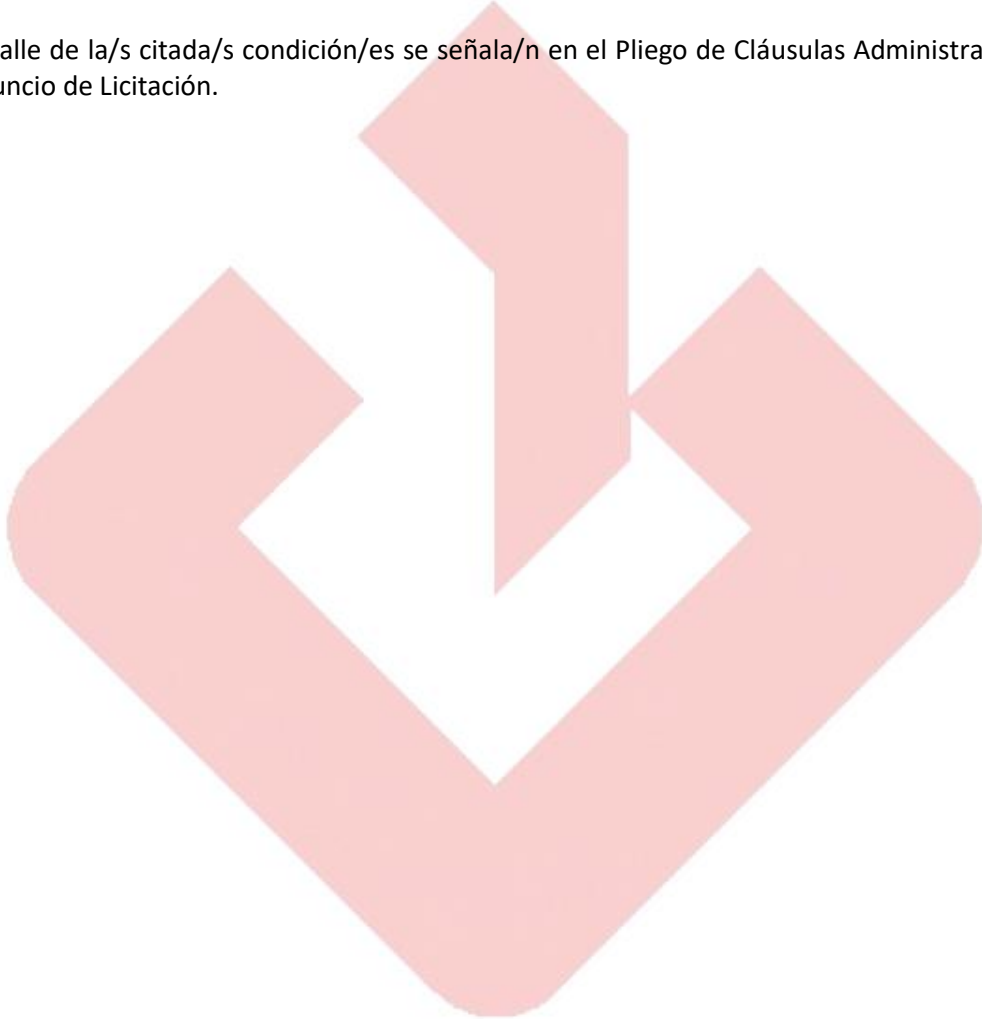 alle de la/s citada/s condición/es se señala/n en el Pliego de Cláusulas Administra
uncio de Licitación.